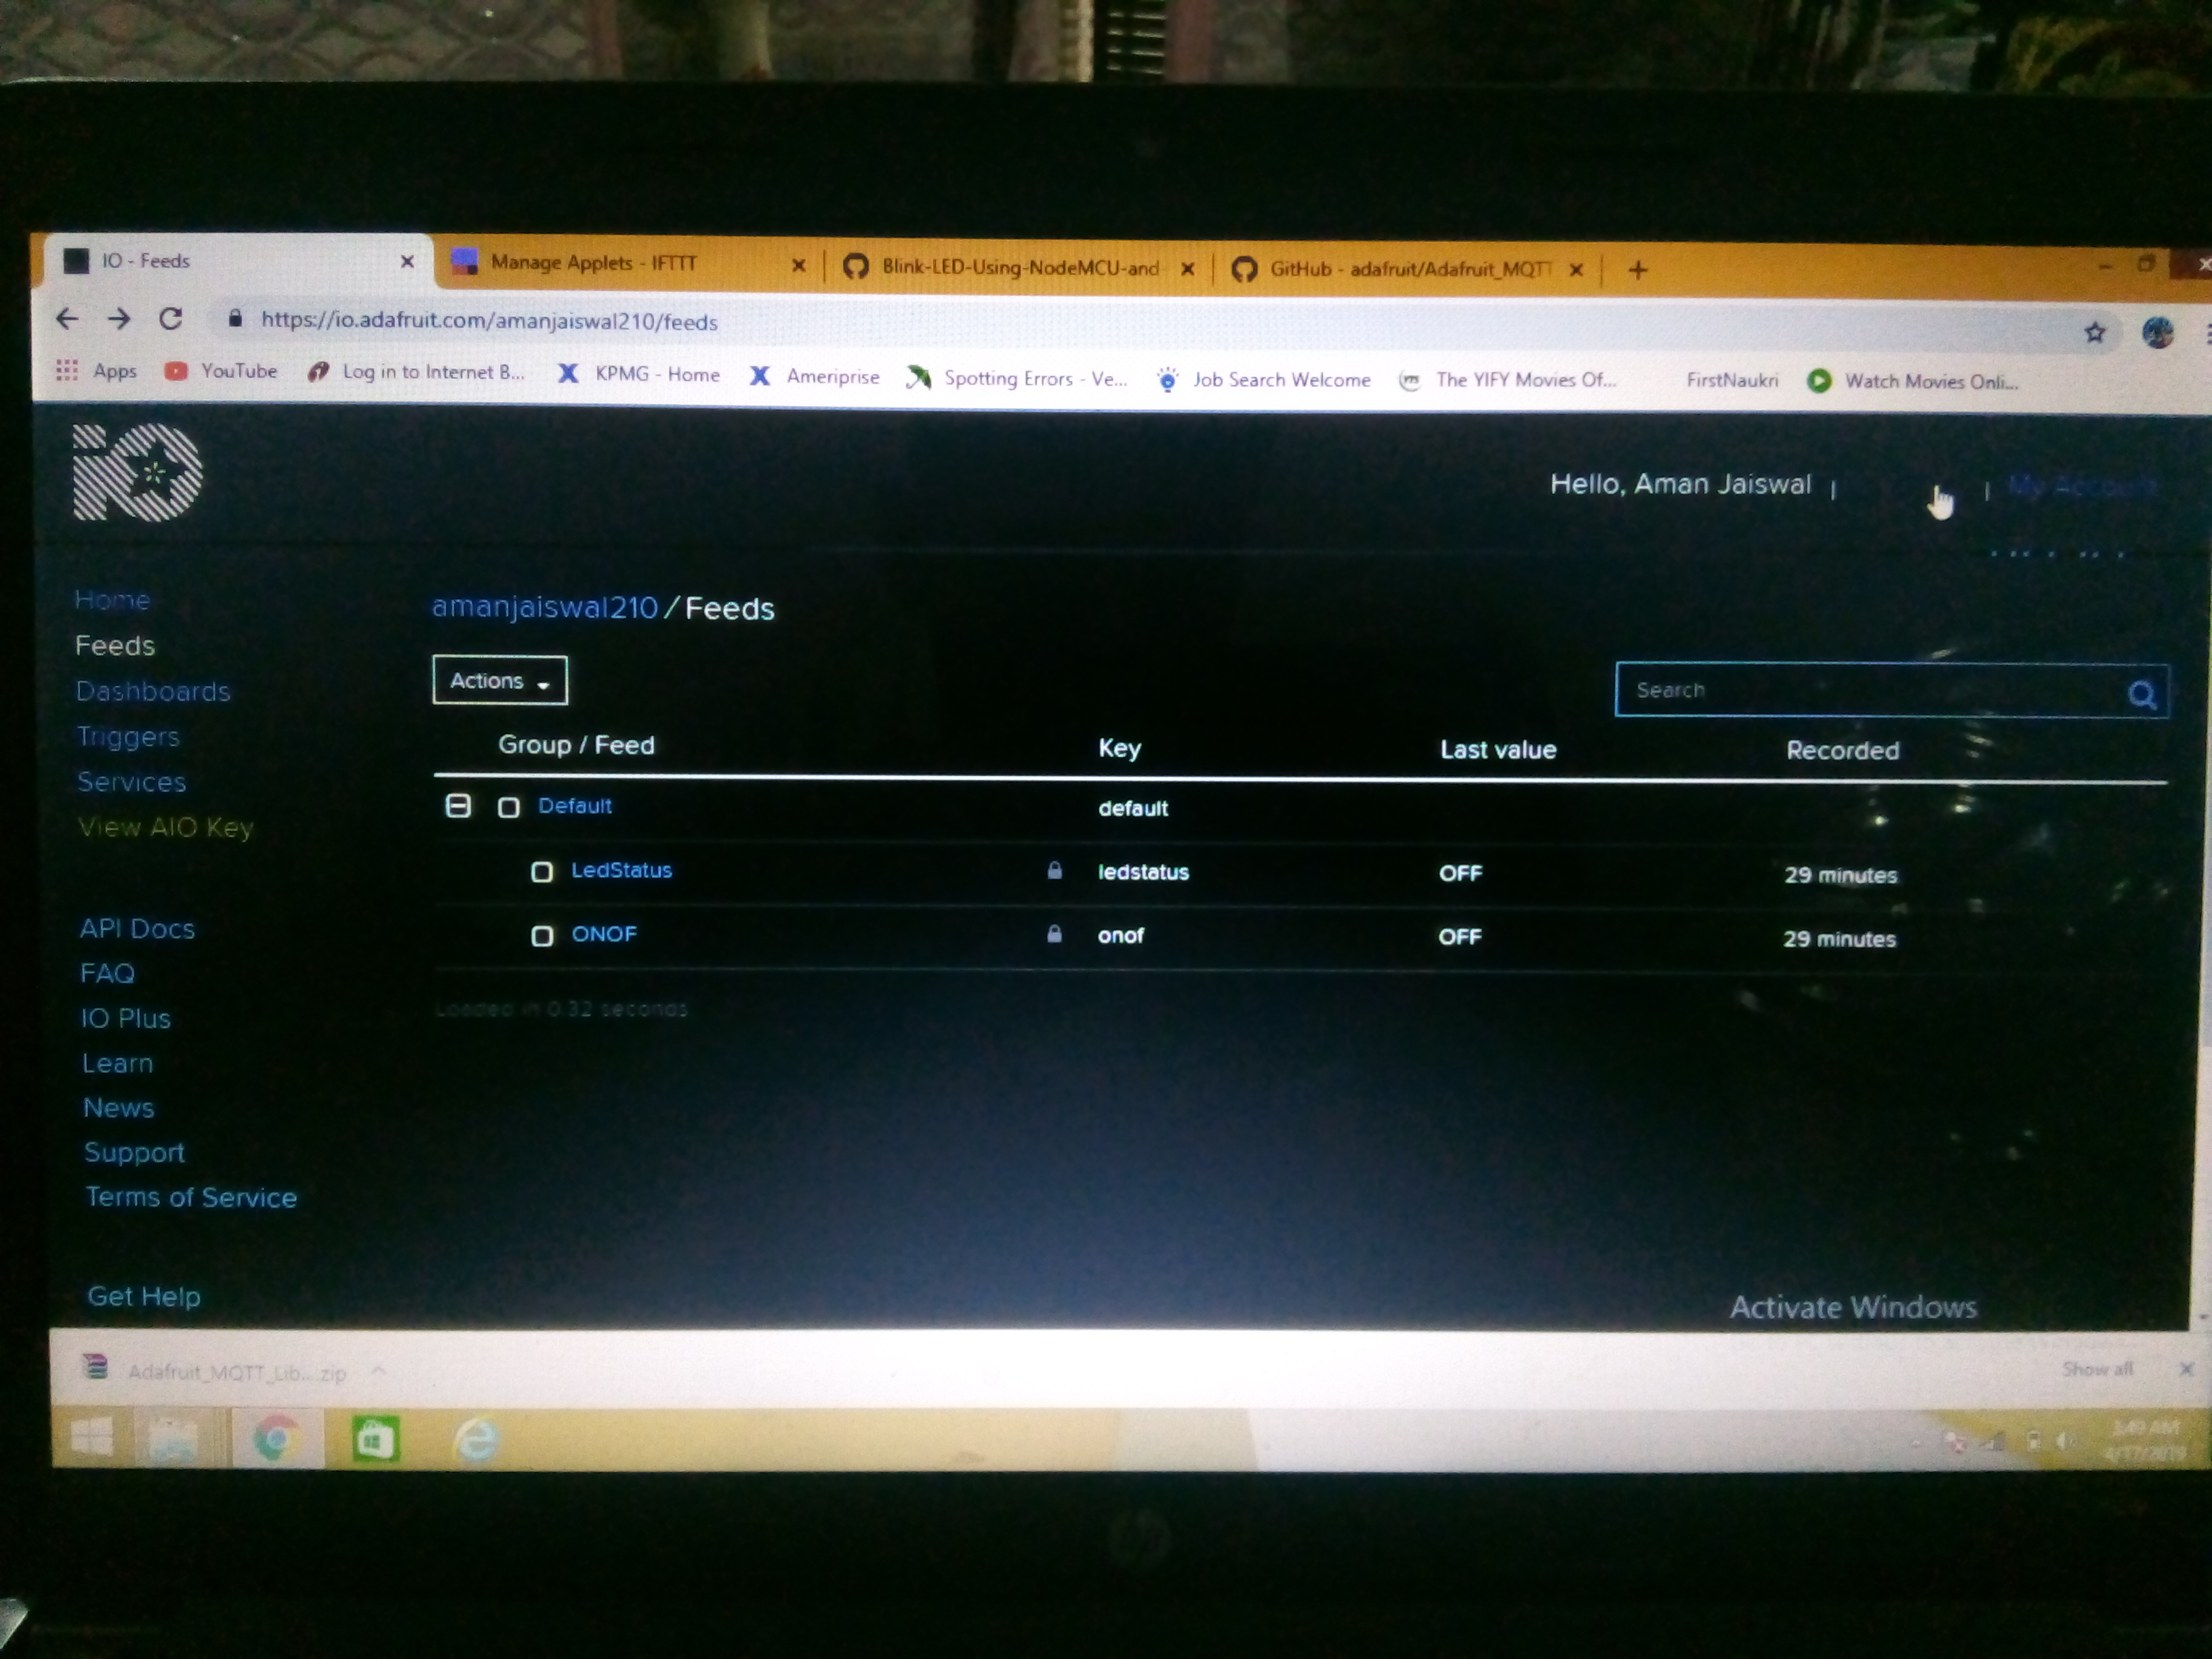 IO - Feeds
Manage Applets - IFTTT
Blink-LED-Using-NodeMCU-and
GitHub - adafruit/Adafruit_MQTT
https://io.adafruit.com/amanjaiswal210/feeds
Apps YouTube Log in to Internet B... KPMG - Home Ameriprise Spotting Errors - Ve... Job Search Welcome The YIFY Movies Of... FirstNaukri Watch Movies Onli...
iO
Hello, Aman Jaiswal | | My Account
Home
Feeds
Dashboards
Triggers
Services
View AIO Key
API Docs
FAQ
IO Plus
Learn
News
Support
Terms of Service
Get Help
amanjaiswal210 / Feeds
Actions
Search
Group / Feed Key Last value Recorded
Default default
LedStatus ledstatus OFF 29 minutes
ONOF onof OFF 29 minutes
Loaded in 0.32 seconds
Activate Windows
Adafruit_MQTT_Lib....zip
Show all
hp